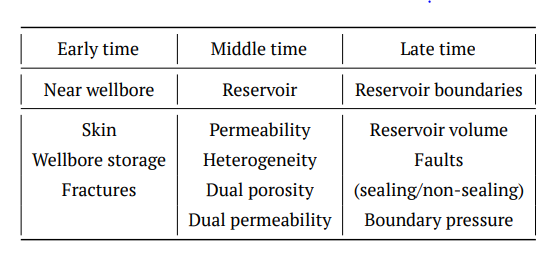 Early time Middle time Late time
Near wellbore Reservoir Reservoir boundaries
Skin Permeability Reservoir volume
Wellbore storage Heterogeneity Faults
Fractures Dual porosity (sealing/non-sealing)
Dual permeability Boundary pressure